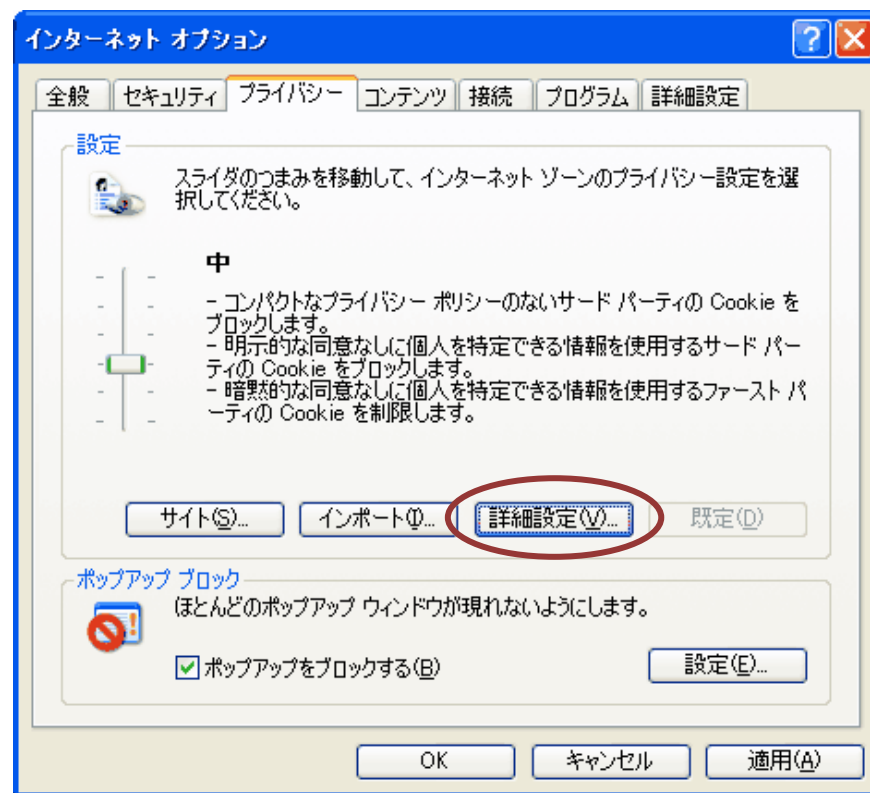 インターネット オプション
全般 セキュリティ プライバシー コンテンツ 接続 プログラム 詳細設定
設定
スライダのつまみを移動して、インターネット ゾーンのプライバシー設定を選
択してください。
中
- コンパクトなプライバシー ポリシーのないサード パーティの Cookie を
ブロックします。
- 明示的な同意なしに個人を特定できる情報を使用するサード パー
ティの Cookie をブロックします。
- 暗黙的な同意なしに個人を特定できる情報を使用するファースト パ
ーティの Cookie を制限します。
サイト(S)... インポート(I)... 詳細設定(V)... 既定(D)
ポップアップ ブロック
ほとんどのポップアップ ウィンドウが現れないようにします。
ポップアップをブロックする(B) 設定(E)...
OK キャンセル 適用(A)